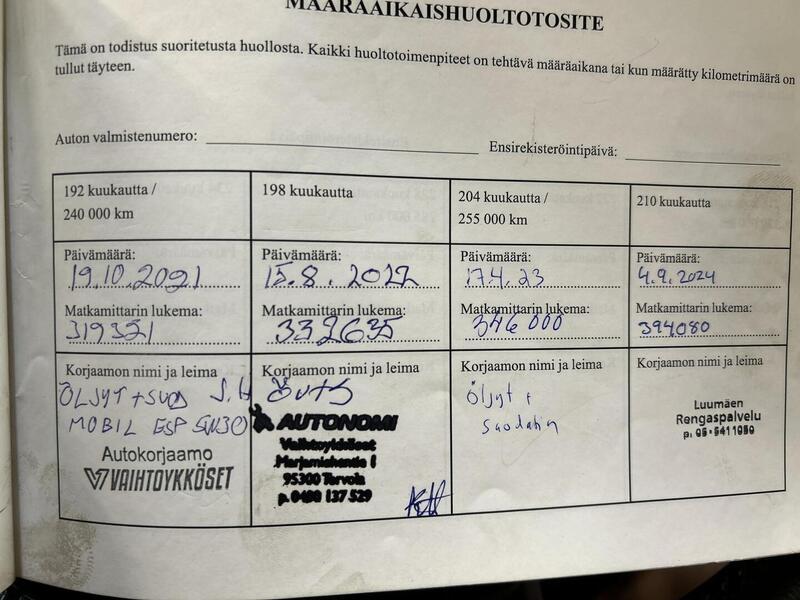 MÄÄRÄAIKAISHUOLTOTOSITE
Tämä on todistus suoritetusta huollosta. Kaikki huoltotoimenpiteet on tehtävä määräaikana tai kun määrätty kilometrimäärä on
tullut täyteen.
Auton valmistenumero:
Ensirekisteröintipäivä:
192 kuukautta /
240 000 km
198 kuukautta
204 kuukautta /
255 000 km
210 kuukautta
Päivämäärä:
19.10.2021
Päivämäärä:
15.8.2022
Päivämäärä:
17.4.23
Päivämäärä:
4.9.2024
Matkamittarin lukema:
319321
Matkamittarin lukema:
332635
Matkamittarin lukema:
346 000
Matkamittarin lukema:
394080
Korjaamon nimi ja leima
ÖLJYT + SUOD
MOBIL ESP 5W30
Autokorjaamo
VAIHTOYKKÖSET
Korjaamon nimi ja leima
AUTONOMI
Vaihtoykköset
95300 Tervola
p. 0400 137 529
Korjaamon nimi ja leima
Öljyt +
suodatin
Korjaamon nimi ja leima
Luumäen
Rengaspalvelu
p. 05-5411050